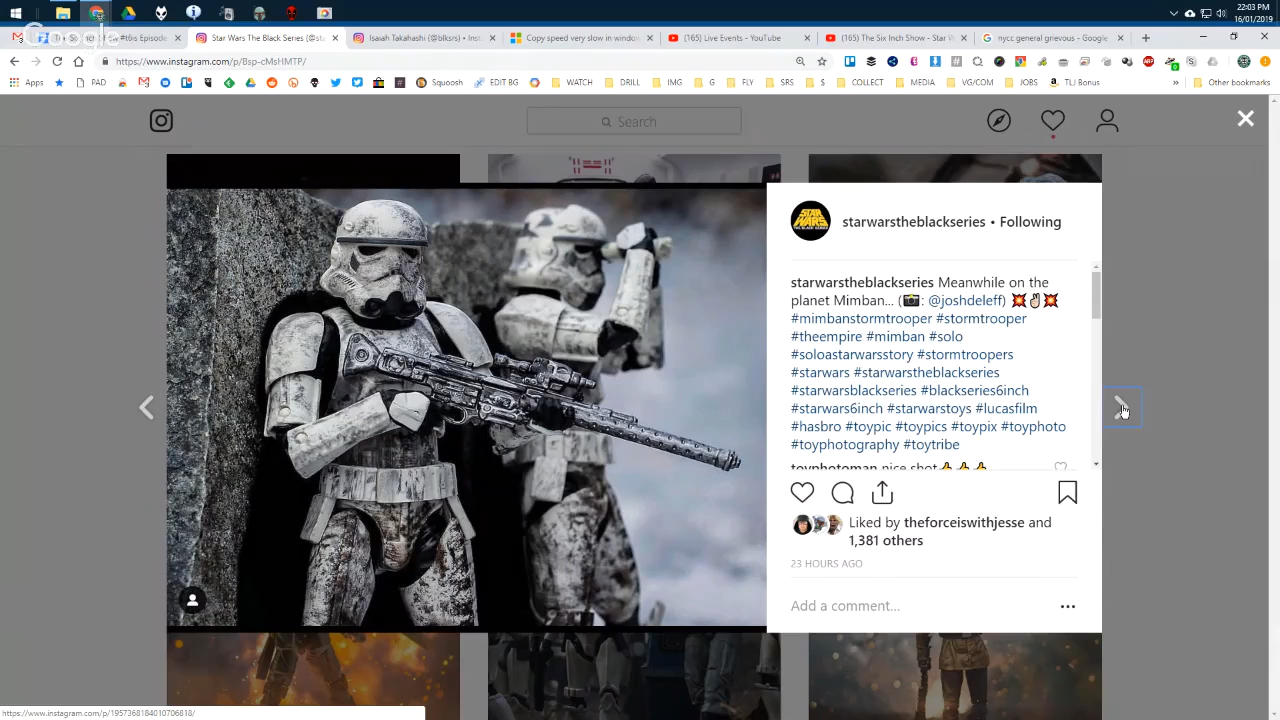 22:03 PM
16/01/2019
Google
Star Wars The Black Series (@sta
Isaiah Takahashi (@blksrs) • Inst
Copy speed very slow in window
(165) Live Events - YouTube
(165) The Six Inch Show - Star W
nycc general grievous - Google
https://www.instagram.com/p/Bsp-cMsHMTP/
Apps
PAD
Squoosh
EDIT BG
WATCH
DRILL
IMG
G
FLY
SRS
$
COLLECT
MEDIA
VG/COM
JOBS
TLJ Bonus
»
Other bookmarks
Search
STAR WARS
starwarstheblackseries • Following
starwarstheblackseries Meanwhile on the
planet Mimban... (📷: @joshdeleff) 💥✌🏻💥
#mimbanstormtrooper #stormtrooper
#theempire #mimban #solo
#soloastarwarsstory #stormtroopers
#starwars #starwarstheblackseries
#starwarsblackseries #blackseries6inch
#starwars6inch #starwarstoys #lucasfilm
#hasbro #toypic #toypics #toypix #toyphoto
#toyphotography #toytribe
toyphotoman nice shot👍👍👍
Liked by theforceiswithjesse and
1,381 others
23 HOURS AGO
Add a comment...
https://www.instagram.com/p/1957368184010706818/